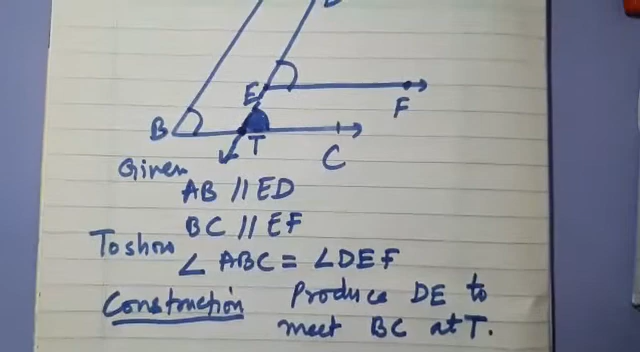 E
F
B
T
C
Given
AB // ED
BC // EF
To show
∠ ABC = ∠DEF
Construction Produce DE to
meet BC at T.